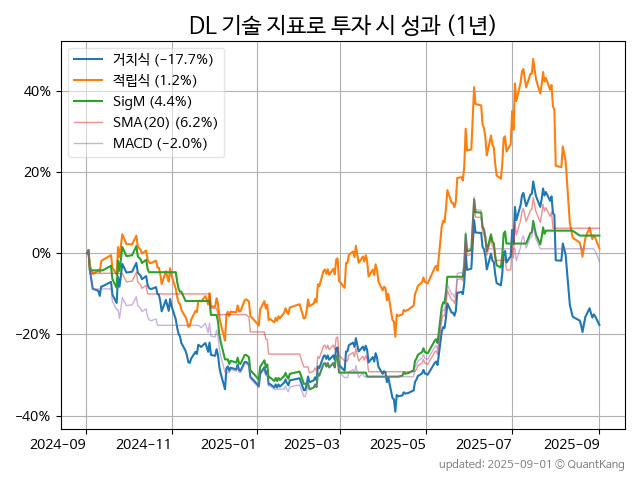 DL 기술 지표로 투자 시 성과 (1년)
거치식 (−17.7%)
적립식 (1.2%)
SigM (4.4%)
SMA(20) (6.2%)
MACD (−2.0%)
40%
20%
0%
−20%
−40%
2024-09 2024-11 2025-01 2025-03 2025-05 2025-07 2025-09
updated: 2025-09-01 © QuantKang